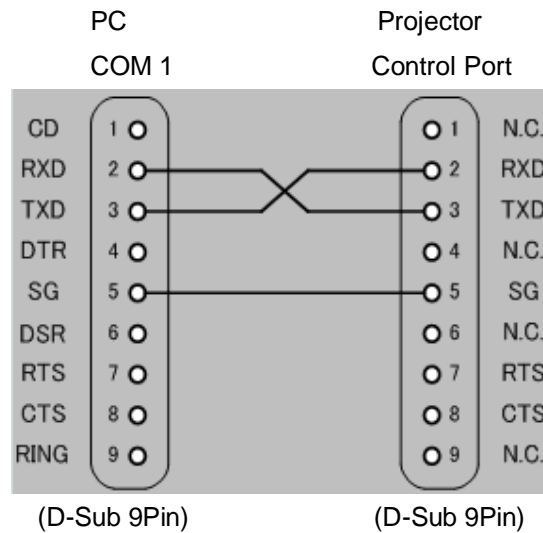 PC Projector
COM 1 Control Port
CD 1 1 N.C.
RXD 2 2 RXD
TXD 3 3 TXD
DTR 4 4 N.C.
SG 5 5 SG
DSR 6 6 N.C.
RTS 7 7 RTS
CTS 8 8 CTS
RING 9 9 N.C.
(D-Sub 9Pin) (D-Sub 9Pin)